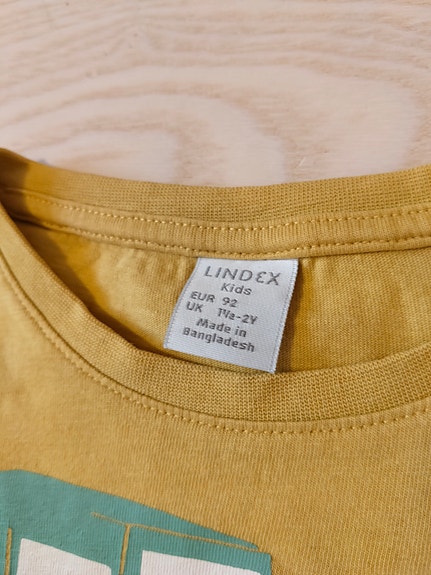 LINDEX
Kids
EUR 92
UK 1½-2Y
Made in
Bangladesh